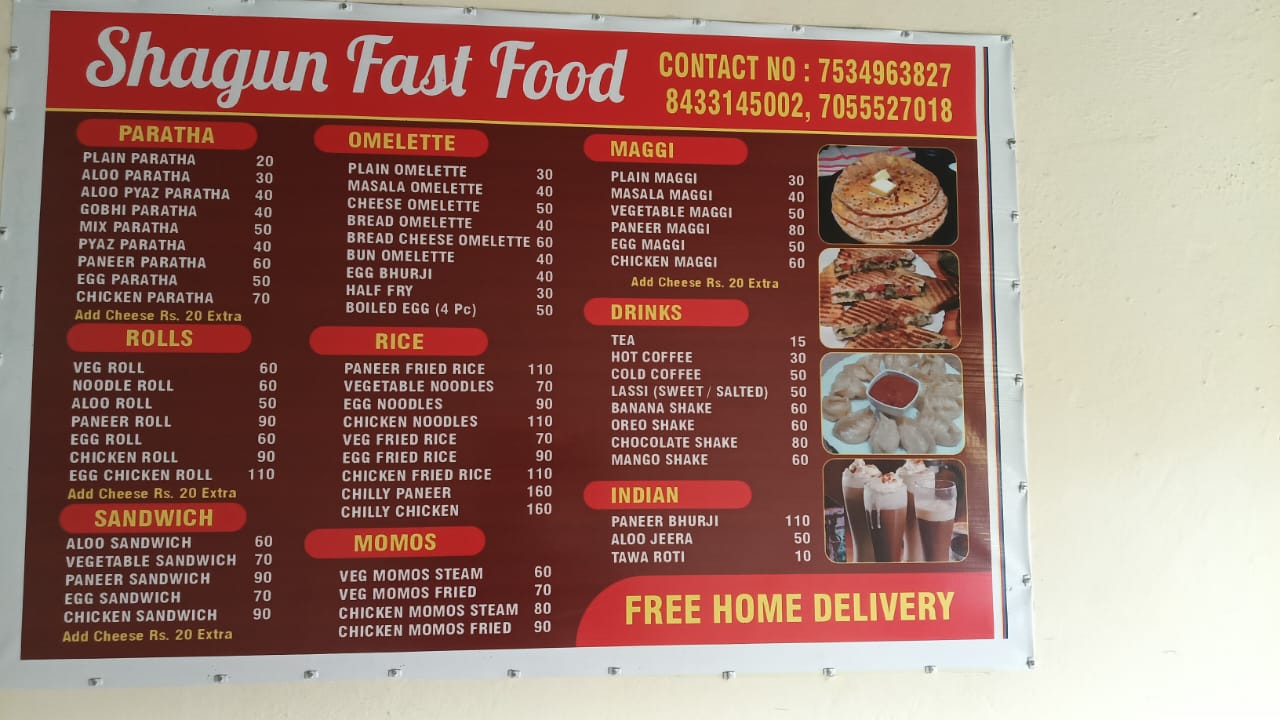 Shagun Fast Food
CONTACT NO : 7534963827
8433145002, 7055527018
PARATHA
PLAIN PARATHA 20
ALOO PARATHA 30
ALOO PYAZ PARATHA 40
GOBHI PARATHA 40
MIX PARATHA 50
PYAZ PARATHA 40
PANEER PARATHA 60
EGG PARATHA 50
CHICKEN PARATHA 70
Add Cheese Rs. 20 Extra
ROLLS
VEG ROLL 60
NOODLE ROLL 60
ALOO ROLL 50
PANEER ROLL 90
EGG ROLL 60
CHICKEN ROLL 90
EGG CHICKEN ROLL 110
Add Cheese Rs. 20 Extra
SANDWICH
ALOO SANDWICH 60
VEGETABLE SANDWICH 70
PANEER SANDWICH 90
EGG SANDWICH 70
CHICKEN SANDWICH 90
Add Cheese Rs. 20 Extra
OMELETTE
PLAIN OMELETTE 30
MASALA OMELETTE 40
CHEESE OMELETTE 50
BREAD OMELETTE 40
BREAD CHEESE OMELETTE 60
BUN OMELETTE 40
EGG BHURJI 40
HALF FRY 30
BOILED EGG (4 Pc) 50
RICE
PANEER FRIED RICE 110
VEGETABLE NOODLES 70
EGG NOODLES 90
CHICKEN NOODLES 110
VEG FRIED RICE 70
EGG FRIED RICE 90
CHICKEN FRIED RICE 110
CHILLY PANEER 160
CHILLY CHICKEN 160
MOMOS
VEG MOMOS STEAM 60
VEG MOMOS FRIED 70
CHICKEN MOMOS STEAM 80
CHICKEN MOMOS FRIED 90
MAGGI
PLAIN MAGGI 30
MASALA MAGGI 40
VEGETABLE MAGGI 50
PANEER MAGGI 80
EGG MAGGI 50
CHICKEN MAGGI 60
Add Cheese Rs. 20 Extra
DRINKS
TEA 15
HOT COFFEE 30
COLD COFFEE 50
LASSI (SWEET / SALTED) 50
BANANA SHAKE 60
OREO SHAKE 60
CHOCOLATE SHAKE 80
MANGO SHAKE 60
INDIAN
PANEER BHURJI 110
ALOO JEERA 50
TAWA ROTI 10
FREE HOME DELIVERY